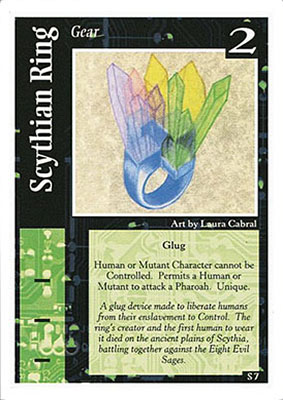 Scythian Ring
Gear
2
Art by Laura Cabral
Glug
Human or Mutant Character cannot be
Controlled. Permits a Human or
Mutant to attack a Pharoah. Unique.
A glug device made to liberate humans
from their enslavement to Control. The
ring's creator and the first human to wear
it died on the ancient plains of Scythia,
battling together against the Eight Evil
Sages.
S7